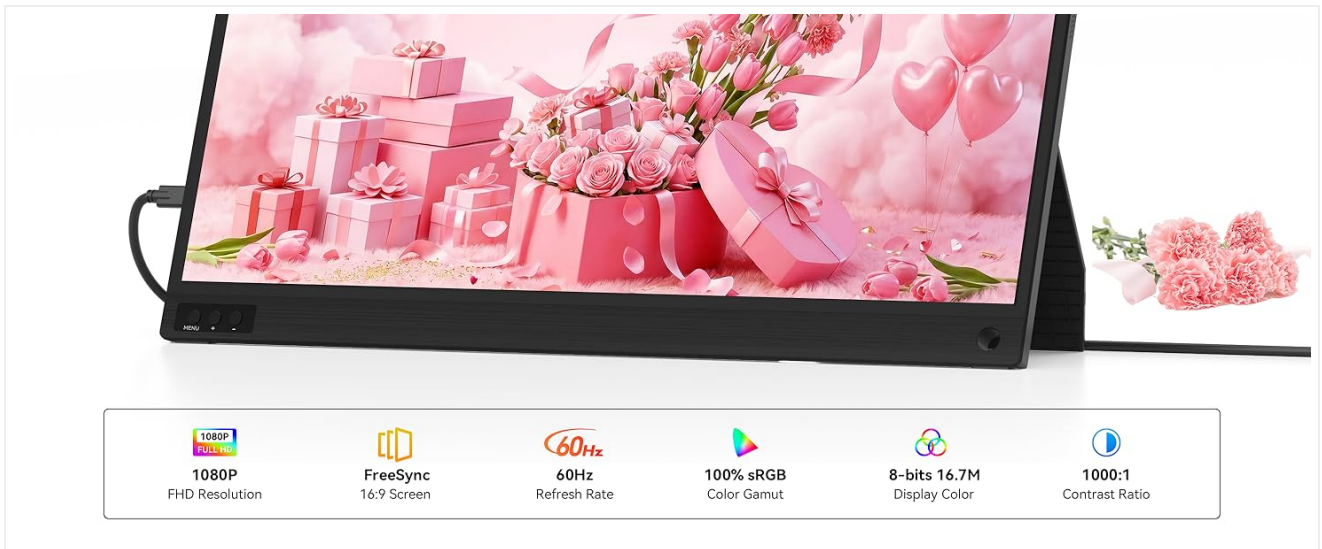 MENU + -
1080P
FULL HD
60Hz
1080P
FreeSync
60Hz
100% sRGB
8-bits 16.7M
1000:1
FHD Resolution
16:9 Screen
Refresh Rate
Color Gamut
Display Color
Contrast Ratio